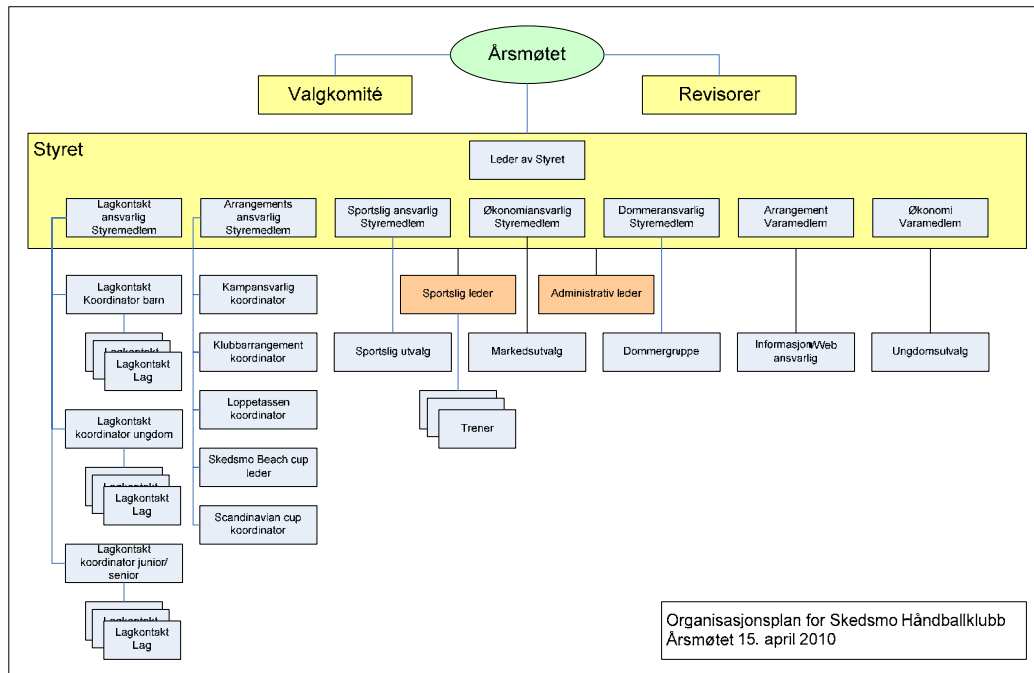 Årsmøtet
Valgkomité
Revisorer
Styret
Leder av Styret
Lagkontakt
ansvarlig
Styremedlem
Arrangements
ansvarlig
Styremedlem
Sportslig ansvarlig
Styremedlem
Økonomiansvarlig
Styremedlem
Dommeransvarlig
Styremedlem
Arrangement
Varamedlem
Økonomi
Varamedlem
Lagkontakt
Koordinator barn
Kampansvarlig
koordinator
Sportslig leder
Administrativ leder
Lagkontakt
Lagkontakt
Lag
Klubbarrangement
koordinator
Sportslig utvalg
Markedsutvalg
Dommergruppe
Informasjon/Web
ansvarlig
Ungdomsutvalg
Lagkontakt
koordinator ungdom
Loppetassen
koordinator
Trener
Lagkontakt
Lagkontakt
Lag
Skedsmo Beach cup
leder
Scandinavian cup
koordinator
Lagkontakt
koordinator junior/
senior
Lagkontakt
Lagkontakt
Lag
Organisasjonsplan for Skedsmo Håndballklubb
Årsmøtet 15. april 2010